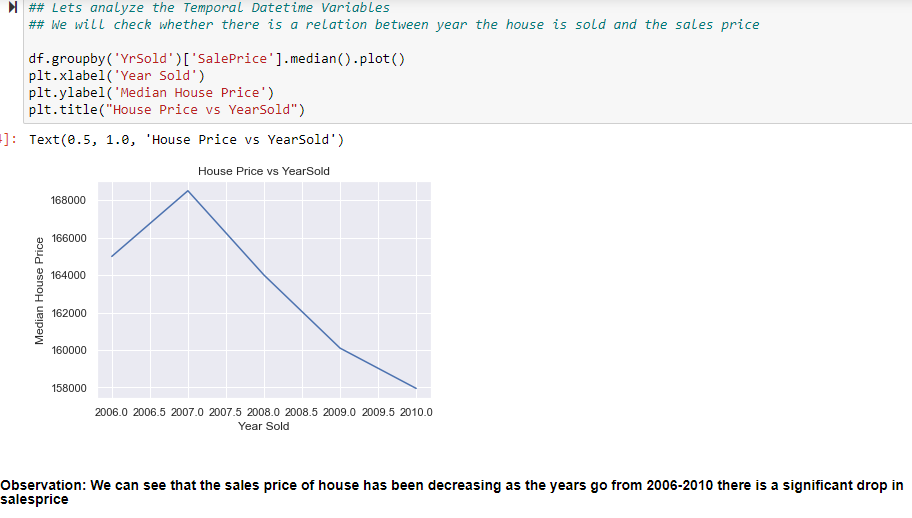 ## Lets analyze the Temporal Datetime Variables
## We will check whether there is a relation between year the house is sold and the sales price
df.groupby('YrSold')['SalePrice'].median().plot()
plt.xlabel('Year Sold')
plt.ylabel('Median House Price')
plt.title("House Price vs YearSold")
]: Text(0.5, 1.0, 'House Price vs YearSold')
House Price vs YearSold
168000
166000
164000
162000
160000
158000
Median House Price
2006.0 2006.5 2007.0 2007.5 2008.0 2008.5 2009.0 2009.5 2010.0
Year Sold
Observation: We can see that the sales price of house has been decreasing as the years go from 2006-2010 there is a significant drop in
salesprice